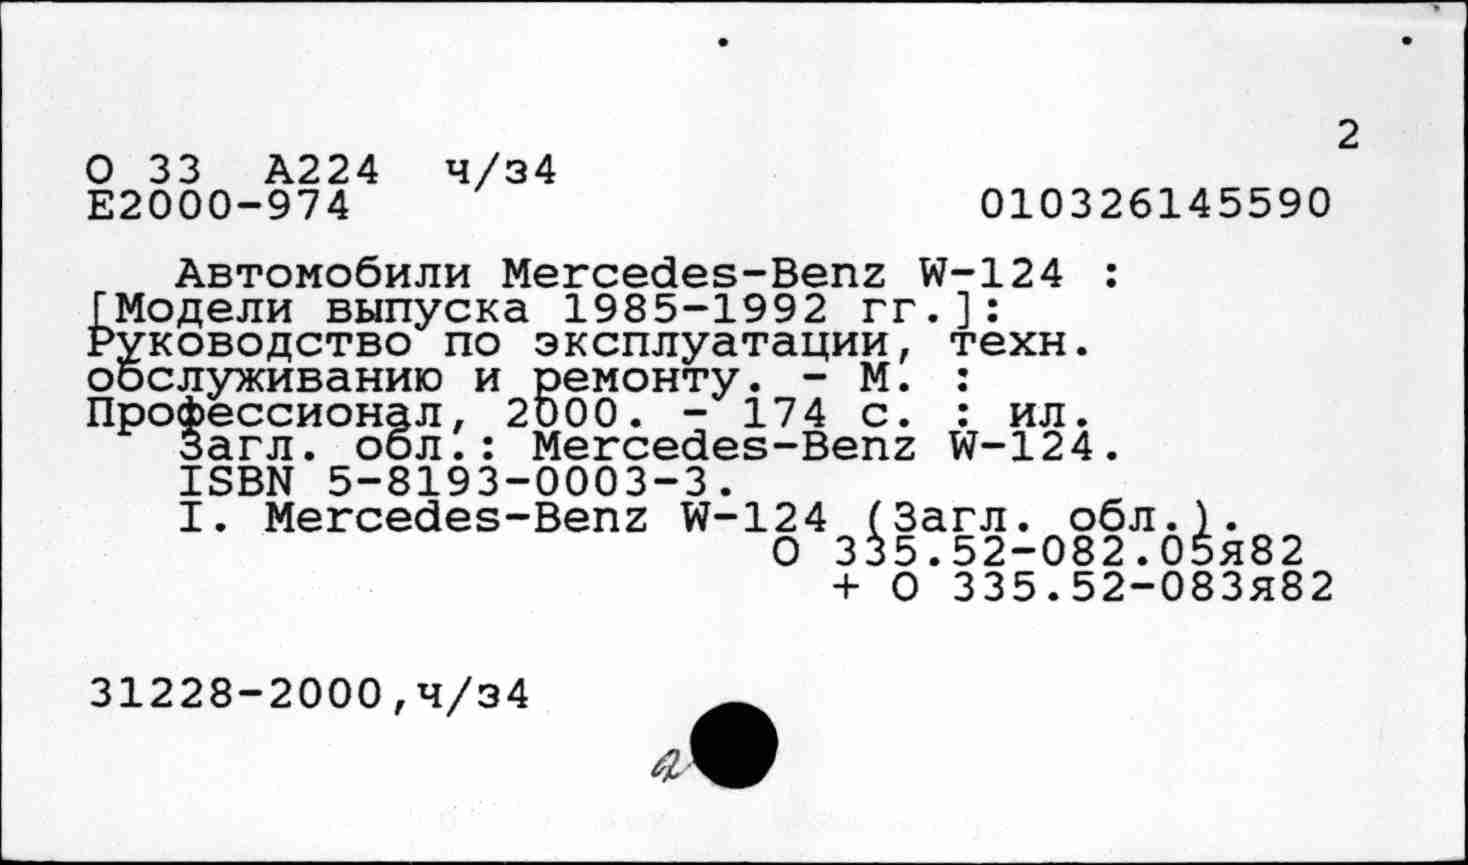 2
О 33 А224 ч/з4
Е2000-974 010326145590
Автомобили Mercedes-Benz W-124 :
[Модели выпуска 1985-1992 гг.]:
Руководство по эксплуатации, техн.
обслуживанию и ремонту. - М. :
Профессионал, 2000. - 174 с. : ил.
Загл. обл.: Mercedes-Benz W-124.
ISBN 5-8193-0003-3.
I. Mercedes-Benz W-124 (Загл. обл.).
О 335.52-082.05я82
+ О 335.52-083я82
31228-2000,ч/з4